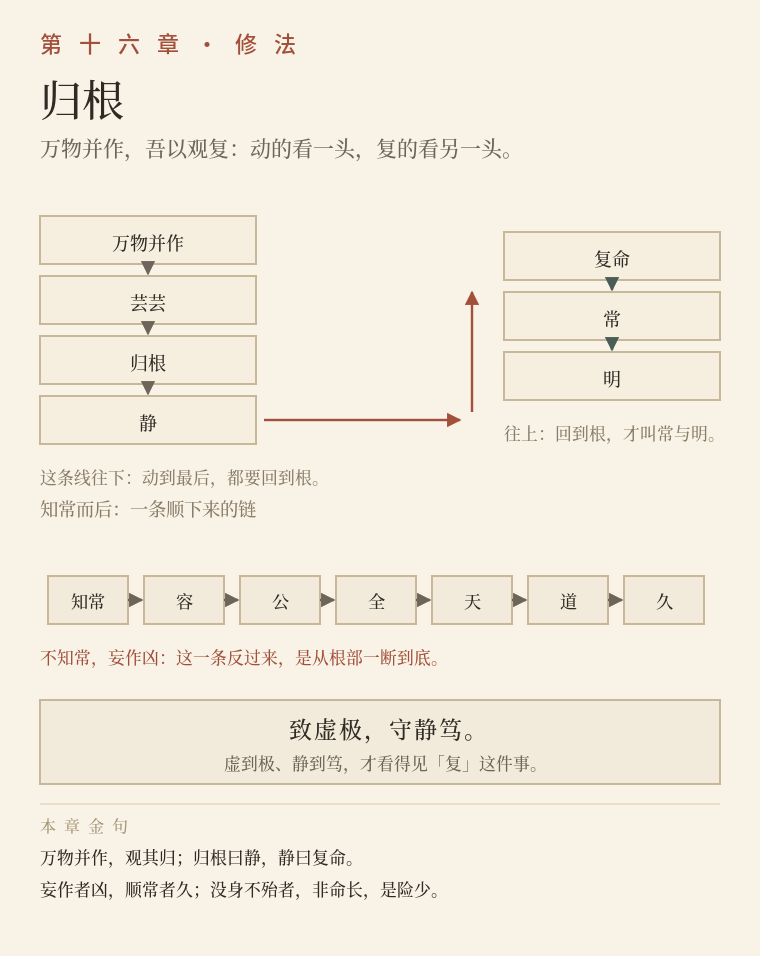 第十六章·修法
归根
万物并作，吾以观复：动的看一头，复的看另一头。
万物并作
芸芸
归根
静
复命
常
明
往上：回到根，才叫常与明。
这条线往下：动到最后，都要回到根。
知常而后：一条顺下来的链
知常 容 公 全 天 道 久
不知常，妄作凶：这一条反过来，是从根部一断到底。
致虚极，守静笃。
虚到极、静到笃，才看得见「复」这件事。
本章金句
万物并作，观其归；归根曰静，静曰复命。
妄作者凶，顺常者久；没身不殆者，非命长，是险少。